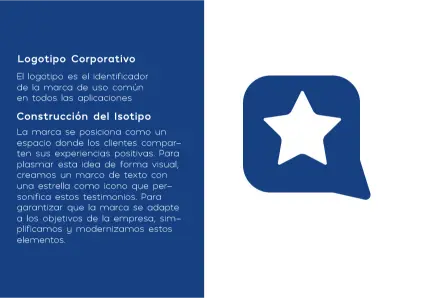 Logotipo Corporativo
El logotipo es el identificador
de la marca de uso común
en todos las aplicaciones
Construcción del Isotipo
La marca se posiciona como un
espacio donde los clientes compar-
ten sus experiencias positivas. Para
plasmar esta idea de forma visual,
creamos un marco de texto con
una estrella como icono que per-
sonifica estos testimonios. Para
garantizar que la marca se adapte
a los objetivos de la empresa, sim-
plificamos y modernizamos estos
elementos.